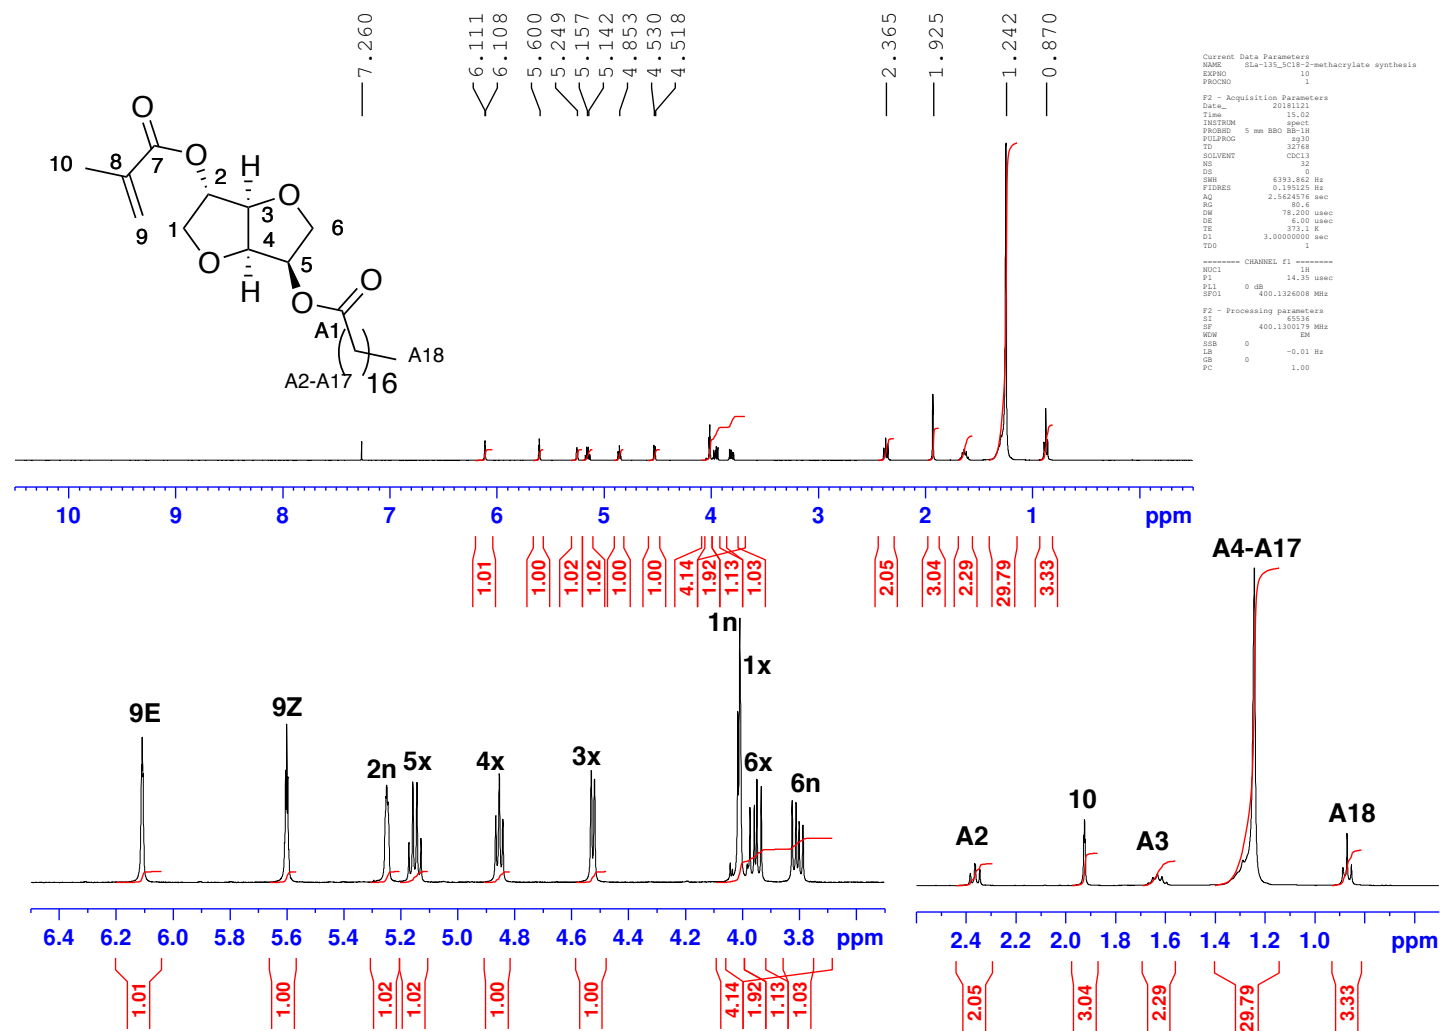 7.260
6.111
6.108
5.600
5.249
5.157
5.142
4.853
4.530
4.518
2.365
1.925
1.242
0.870
Current Data Parameters
NAME SLa-135_5C18-2-methacrylate synthesis
EXPNO 10
PROCNO 1
F2 - Acquisition Parameters
Date_ 20181121
Time 15.02
INSTRUM spect
PROBHD 5 mm BBO BB-1H
PULPROG zg30
TD 32768
SOLVENT CDCl3
NS 32
DS 0
SWH 6393.862 Hz
FIDRES 0.195125 Hz
AQ 2.5624576 sec
RG 80.6
DW 78.200 usec
DE 6.00 usec
TE 373.1 K
D1 3.00000000 sec
TD0 1
======== CHANNEL f1 ========
NUC1 1H
P1 14.35 usec
PL1 0 dB
SFO1 400.1326008 MHz
F2 - Processing parameters
SI 65536
SF 400.1300179 MHz
WDW EM
SSB 0
LB -0.01 Hz
GB 0
PC 1.00
O
10 8 7 O 2 H O
9 1 3 6
4
O H 5
O O
A1
A18
A2-A17 16
10 9 8 7 6 5 4 3 2 1 ppm
1.01 1.00 1.02 1.02 1.00 1.00 4.14 1.92 1.13 1.03 2.05 3.04 2.29 29.79 3.33
9E 9Z 2n 5x 4x 3x 1n 1x 6x 6n
6.4 6.2 6.0 5.8 5.6 5.4 5.2 5.0 4.8 4.6 4.4 4.2 4.0 3.8 ppm
1.01 1.00 1.02 1.02 1.00 1.00 4.14 1.92 1.13 1.03
A2 10 A3 A4-A17 A18
2.4 2.2 2.0 1.8 1.6 1.4 1.2 1.0 ppm
2.05 3.04 2.29 29.79 3.33